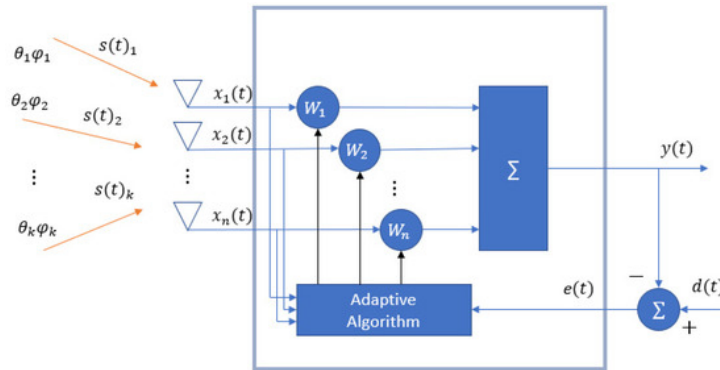 θ₁φ₁
s(t)₁
x₁(t)
W₁
θ₂φ₂
s(t)₂
x₂(t)
W₂
⋮
⋮
⋮
Σ
y(t)
s(t)ₖ
xₙ(t)
Wₙ
θₖφₖ
Adaptive
Algorithm
e(t)
−
Σ
+
d(t)